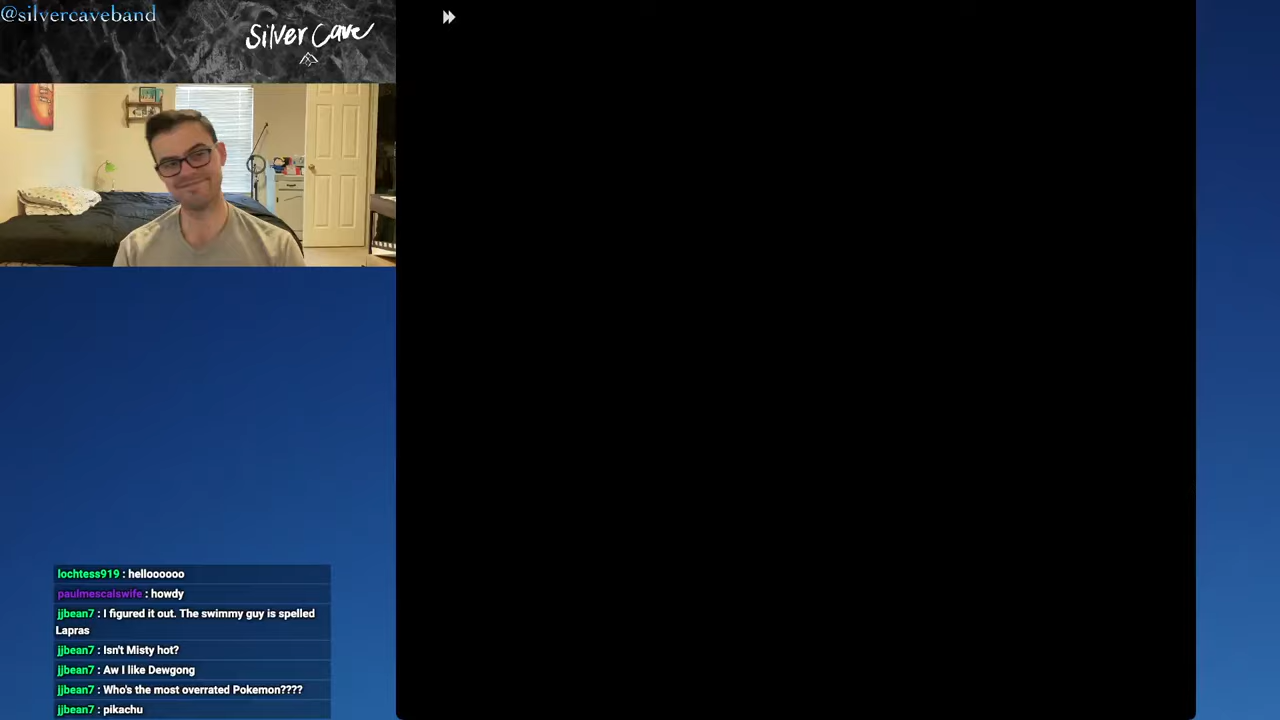 @silvercaveband
Silver Cave
lochtess919 : helloooooo
paulmescalswife : howdy
jjbean7 : I figured it out. The swimmy guy is spelled
Lapras
jjbean7 : Isn't Misty hot?
jjbean7 : Aw I like Dewgong
jjbean7 : Who's the most overrated Pokemon????
jjbean7 : pikachu